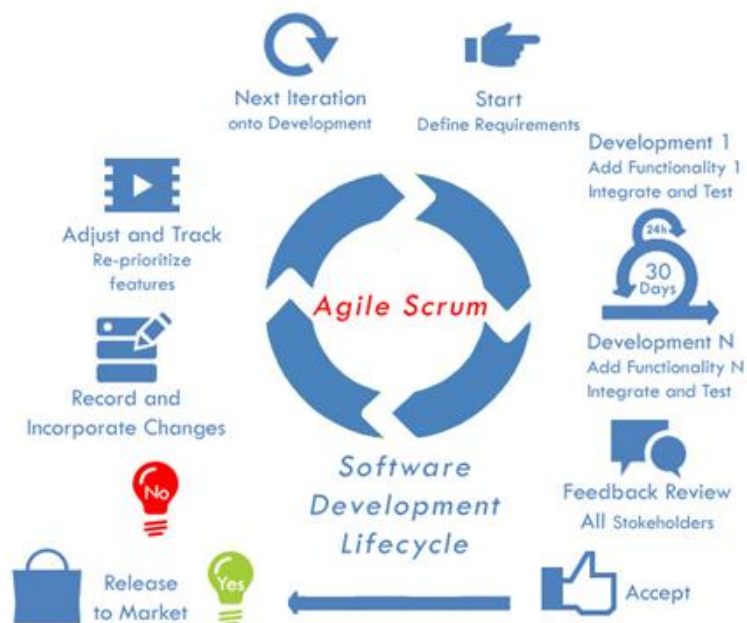 Next Iteration
onto Development
Start
Define Requirements
Development 1
Add Functionality 1
Integrate and Test
24h
30
Days
Development N
Add Functionality N
Integrate and Test
Feedback Review
All Stokeholders
Accept
Yes
Release
to Market
No
Record and
Incorporate Changes
Adjust and Track
Re-prioritize
features
Agile Scrum
Software
Development
Lifecycle